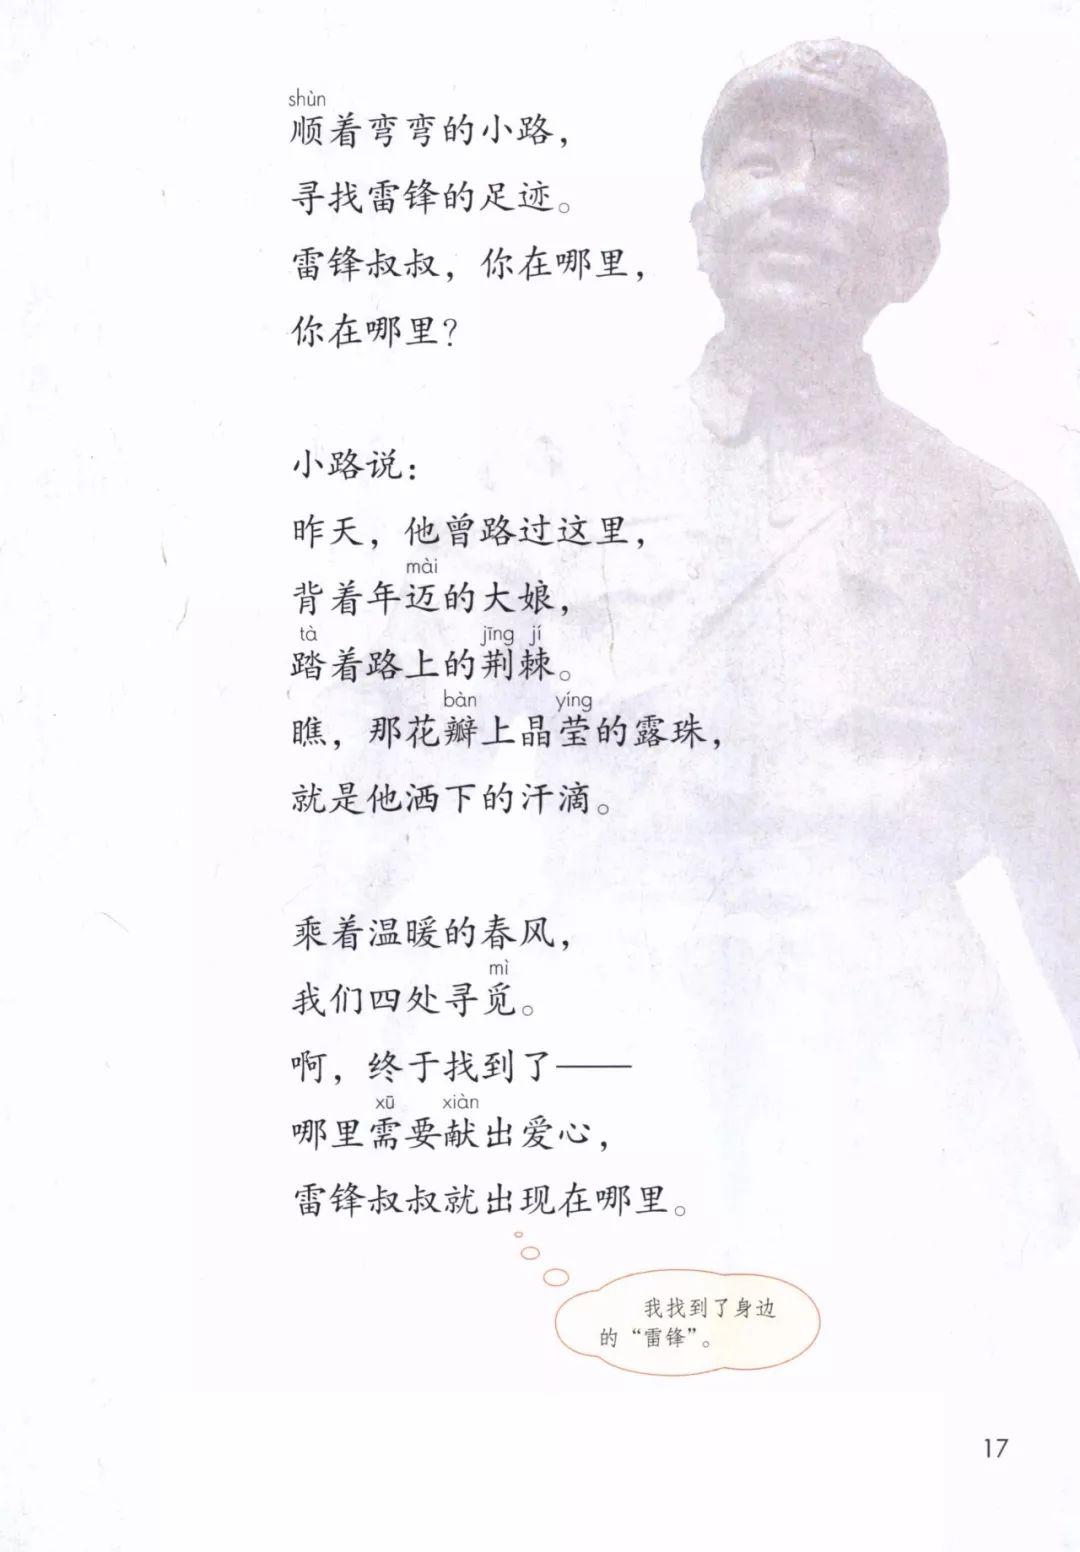 shùn
顺着弯弯的小路，
寻找雷锋的足迹。
雷锋叔叔，你在哪里，
你在哪里？
小路说：
昨天，他曾路过这里，
mài
背着年迈的大娘，
tà jīng jí
踏着路上的荆棘。
bàn yíng
瞧，那花瓣上晶莹的露珠，
就是他洒下的汗滴。
乘着温暖的春风，
mì
我们四处寻觅。
啊，终于找到了——
xū xiàn
哪里需要献出爱心，
雷锋叔叔就出现在哪里。
我找到了身边
的“雷锋”。
17